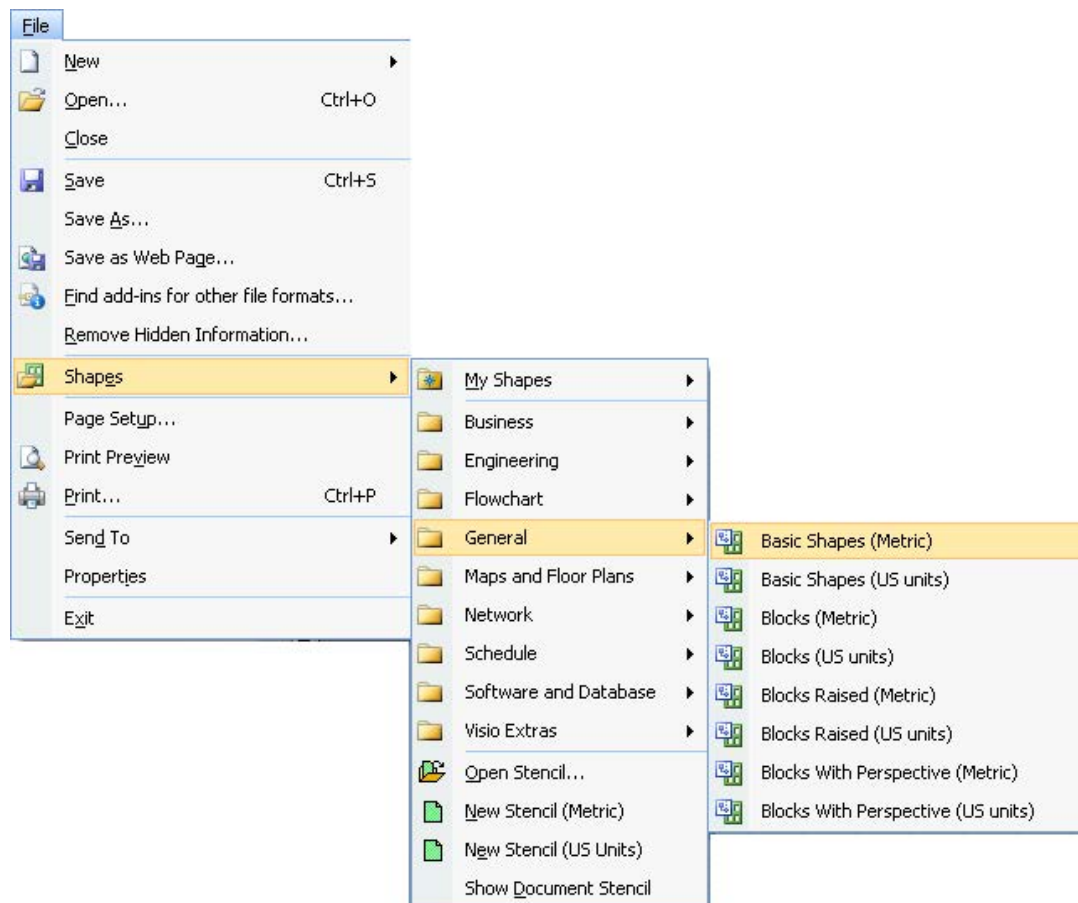 File
New
Open... Ctrl+O
Close
Save Ctrl+S
Save As...
Save as Web Page...
Find add-ins for other file formats...
Remove Hidden Information...
Shapes
Page Setup...
Print Preview
Print... Ctrl+P
Send To
Properties
Exit
My Shapes
Business
Engineering
Flowchart
General
Maps and Floor Plans
Network
Schedule
Software and Database
Visio Extras
Open Stencil...
New Stencil (Metric)
New Stencil (US Units)
Show Document Stencil
Basic Shapes (Metric)
Basic Shapes (US units)
Blocks (Metric)
Blocks (US units)
Blocks Raised (Metric)
Blocks Raised (US units)
Blocks With Perspective (Metric)
Blocks With Perspective (US units)